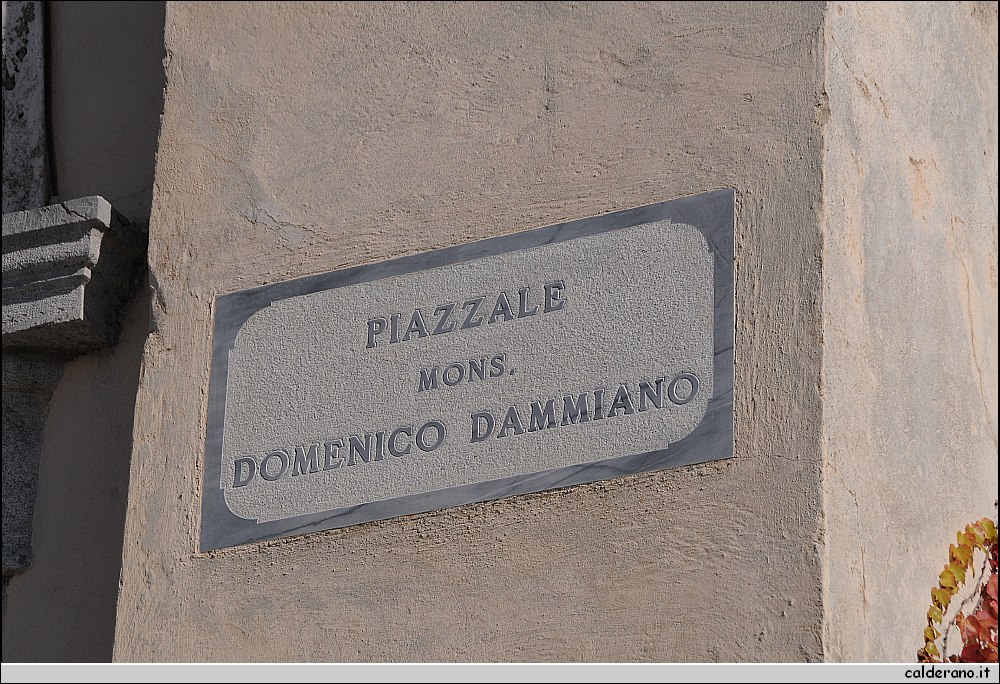 PIAZZALE
MONS.
DOMENICO DAMMIANO
calderano.it